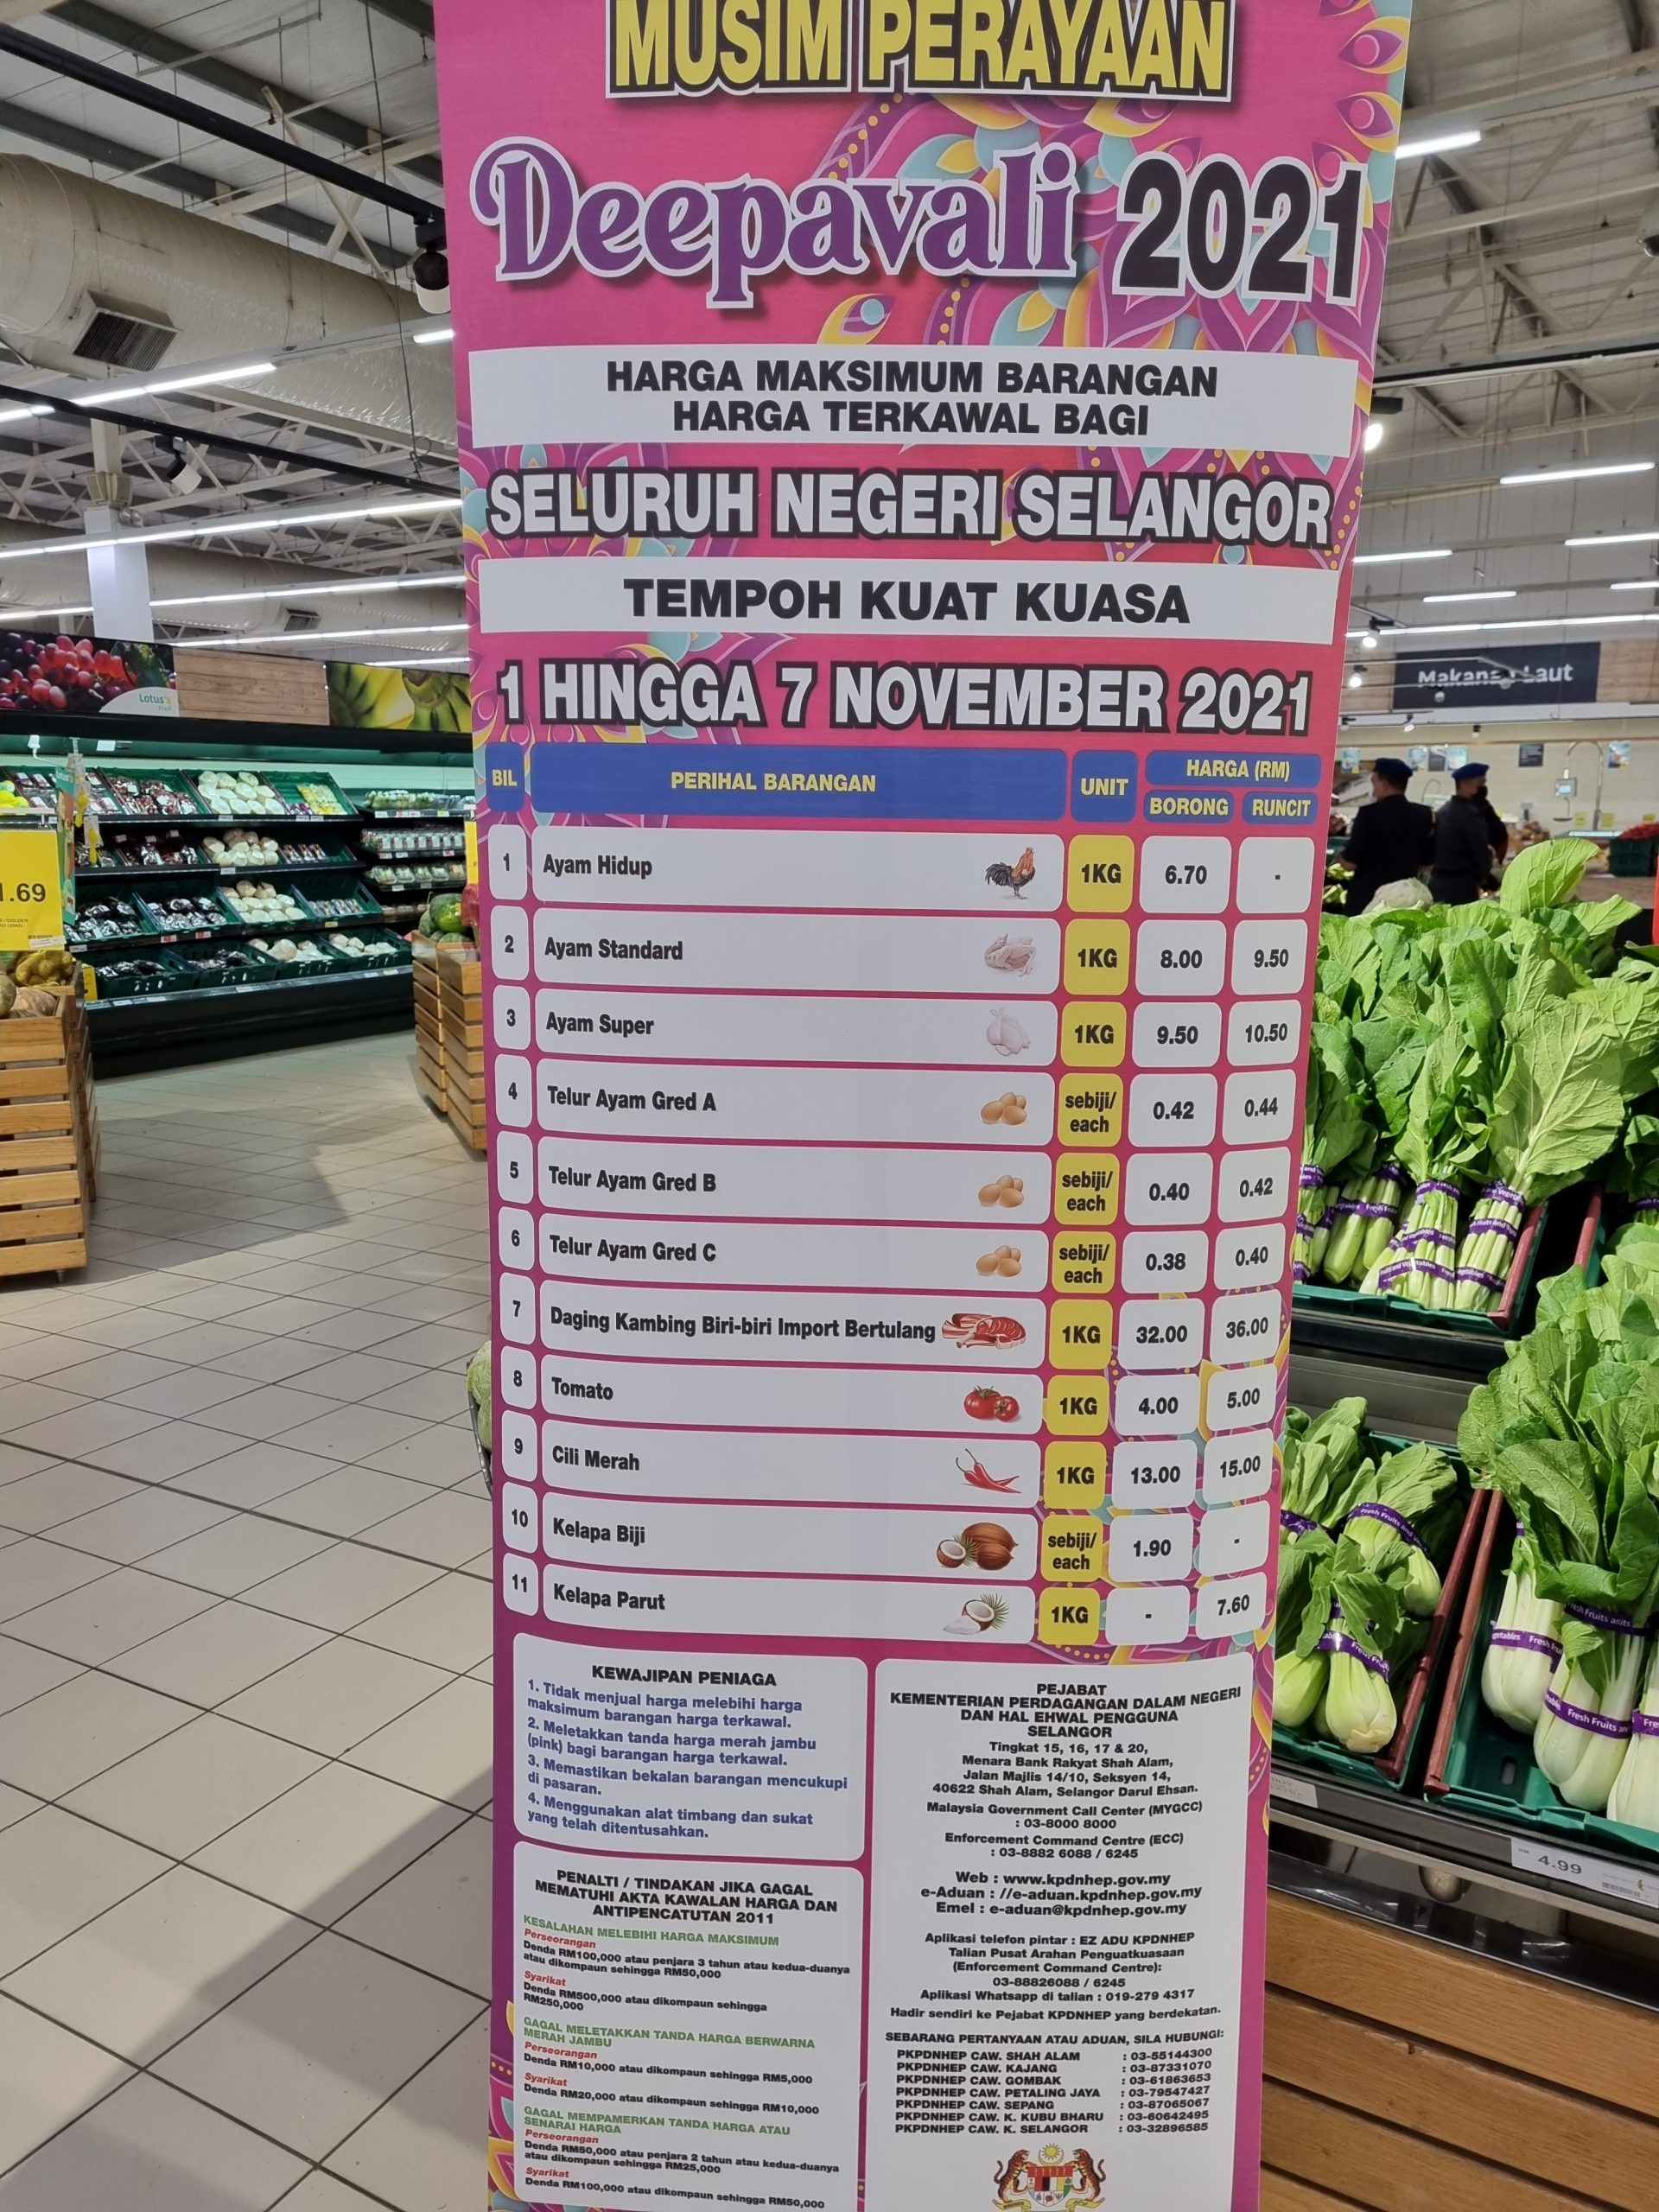 MUSIM PERAYAAN
Deepavali 2021
HARGA MAKSIMUM BARANGAN
HARGA TERKAWAL BAGI
SELURUH NEGERI SELANGOR
TEMPOH KUAT KUASA
1 HINGGA 7 NOVEMBER 2021
BIL PERIHAL BARANGAN UNIT HARGA (RM)
BORONG RUNCIT
1 Ayam Hidup 1KG 6.70 -
2 Ayam Standard 1KG 8.00 9.50
3 Ayam Super 1KG 9.50 10.50
4 Telur Ayam Gred A sebiji/each 0.42 0.44
5 Telur Ayam Gred B sebiji/each 0.40 0.42
6 Telur Ayam Gred C sebiji/each 0.38 0.40
7 Daging Kambing Biri-biri Import Bertulang 1KG 32.00 36.00
8 Tomato 1KG 4.00 5.00
9 Cili Merah 1KG 13.00 15.00
10 Kelapa Biji sebiji/each 1.90 -
11 Kelapa Parut 1KG - 7.60
KEWAJIPAN PENIAGA
1. Tidak menjual harga melebihi harga
maksimum barangan harga terkawal.
2. Meletakkan tanda harga merah jambu
(pink) bagi barangan harga terkawal.
3. Memastikan bekalan barangan mencukupi
di pasaran.
4. Menggunakan alat timbang dan sukat
yang telah ditentusahkan.
PENALTI / TINDAKAN JIKA GAGAL
MEMATUHI AKTA KAWALAN HARGA DAN
ANTIPENCATUTAN 2011
KESALAHAN MELEBIHI HARGA MAKSIMUM
Perseorangan
Denda RM100,000 atau penjara 3 tahun atau kedua-duanya
atau dikompaun sehingga RM50,000
Syarikat
Denda RM500,000 atau dikompaun sehingga
RM250,000
GAGAL MELETAKKAN TANDA HARGA BERWARNA
MERAH JAMBU
Perseorangan
Denda RM10,000 atau dikompaun sehingga RM5,000
Syarikat
Denda RM20,000 atau dikompaun sehingga RM10,000
GAGAL MEMPAMERKAN TANDA HARGA ATAU
SENARAI HARGA
Perseorangan
Denda RM50,000 atau penjara 2 tahun atau kedua-duanya
atau dikompaun sehingga RM25,000
Syarikat
Denda RM100,000 atau dikompaun sehingga RM50,000
PEJABAT
KEMENTERIAN PERDAGANGAN DALAM NEGERI
DAN HAL EHWAL PENGGUNA
SELANGOR
Tingkat 15, 16, 17 & 20,
Menara Bank Rakyat Shah Alam,
Jalan Majlis 14/10, Seksyen 14,
40622 Shah Alam, Selangor Darul Ehsan.
Malaysia Government Call Center (MYGCC)
: 03-8000 8000
Enforcement Command Centre (ECC)
: 03-8882 6088 / 6245
Web : www.kpdnhep.gov.my
e-Aduan : //e-aduan.kpdnhep.gov.my
Emel : e-aduan@kpdnhep.gov.my
Aplikasi telefon pintar : EZ ADU KPDNHEP
Talian Pusat Arahan Penguatkuasaan
(Enforcement Command Centre):
03-88826088 / 6245
Aplikasi Whatsapp di talian : 019-279 4317
Hadir sendiri ke Pejabat KPDNHEP yang berdekatan.
SEBARANG PERTANYAAN ATAU ADUAN, SILA HUBUNGI:
PKPDNHEP CAW. SHAH ALAM : 03-55144300
PKPDNHEP CAW. KAJANG : 03-87331070
PKPDNHEP CAW. GOMBAK : 03-61863653
PKPDNHEP CAW. PETALING JAYA : 03-79547427
PKPDNHEP CAW. SEPANG : 03-87065067
PKPDNHEP CAW. K. KUBU BHARU : 03-60642495
PKPDNHEP CAW. K. SELANGOR : 03-32896585
Lotus's
1.69
Makanan Laut
Fresh Fruits
4.99